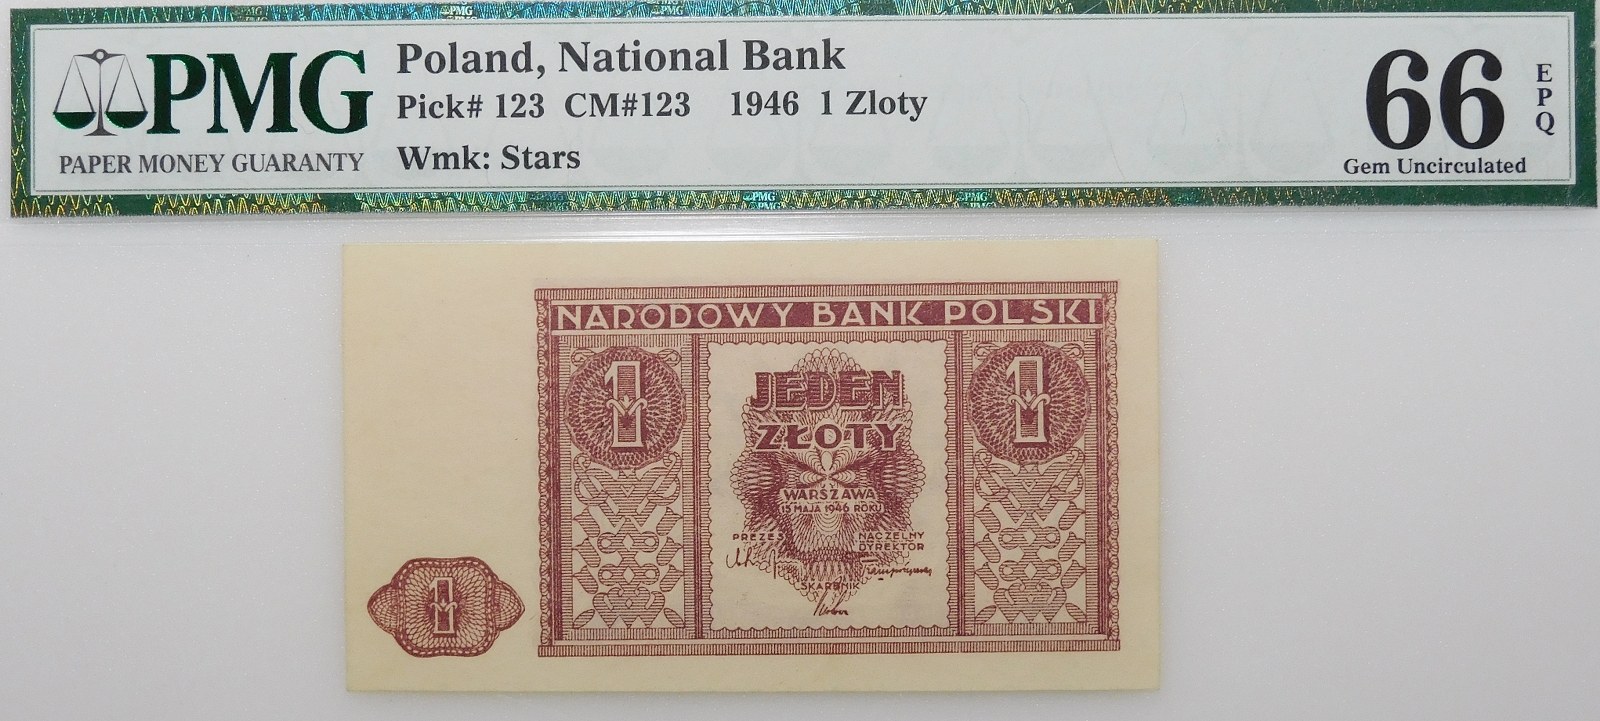 PMG
PAPER MONEY GUARANTY
Poland, National Bank
Pick# 123 CM#123 1946 1 Zloty
Wmk: Stars
66
EPQ
Gem Uncirculated
NARODOWY BANK POLSKI
1
1
JEDEN
ZŁOTY
WARSZAWA
15 MAJA 1946 ROKU
PREZES
NACZELNY
DYREKTOR
SKARBNIK
1